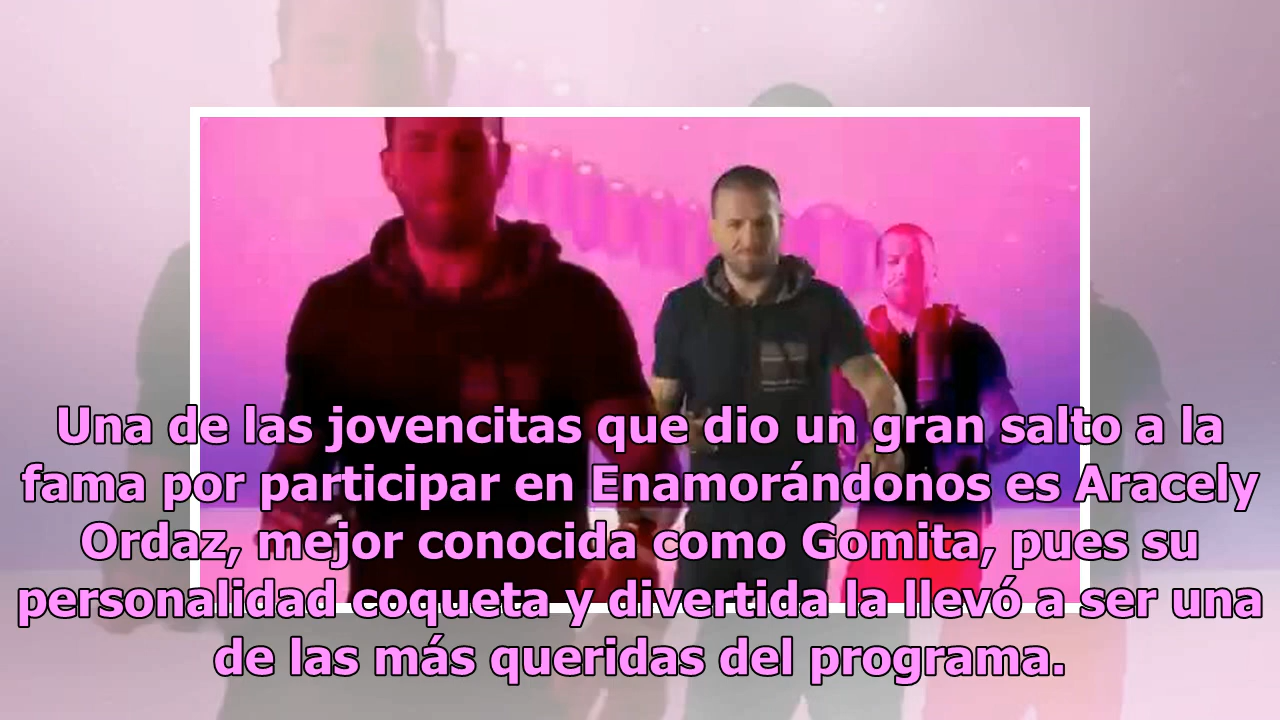 Una de las jovencitas que dio un gran salto a la
fama por participar en Enamorándonos es Aracely
Ordaz, mejor conocida como Gomita, pues su
personalidad coqueta y divertida la llevó a ser una
de las más queridas del programa.